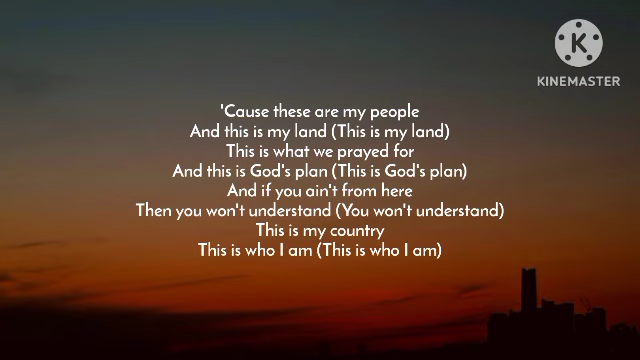 KINEMASTER
'Cause these are my people
And this is my land (This is my land)
This is what we prayed for
And this is God's plan (This is God's plan)
And if you ain't from here
Then you won't understand (You won't understand)
This is my country
This is who I am (This is who I am)